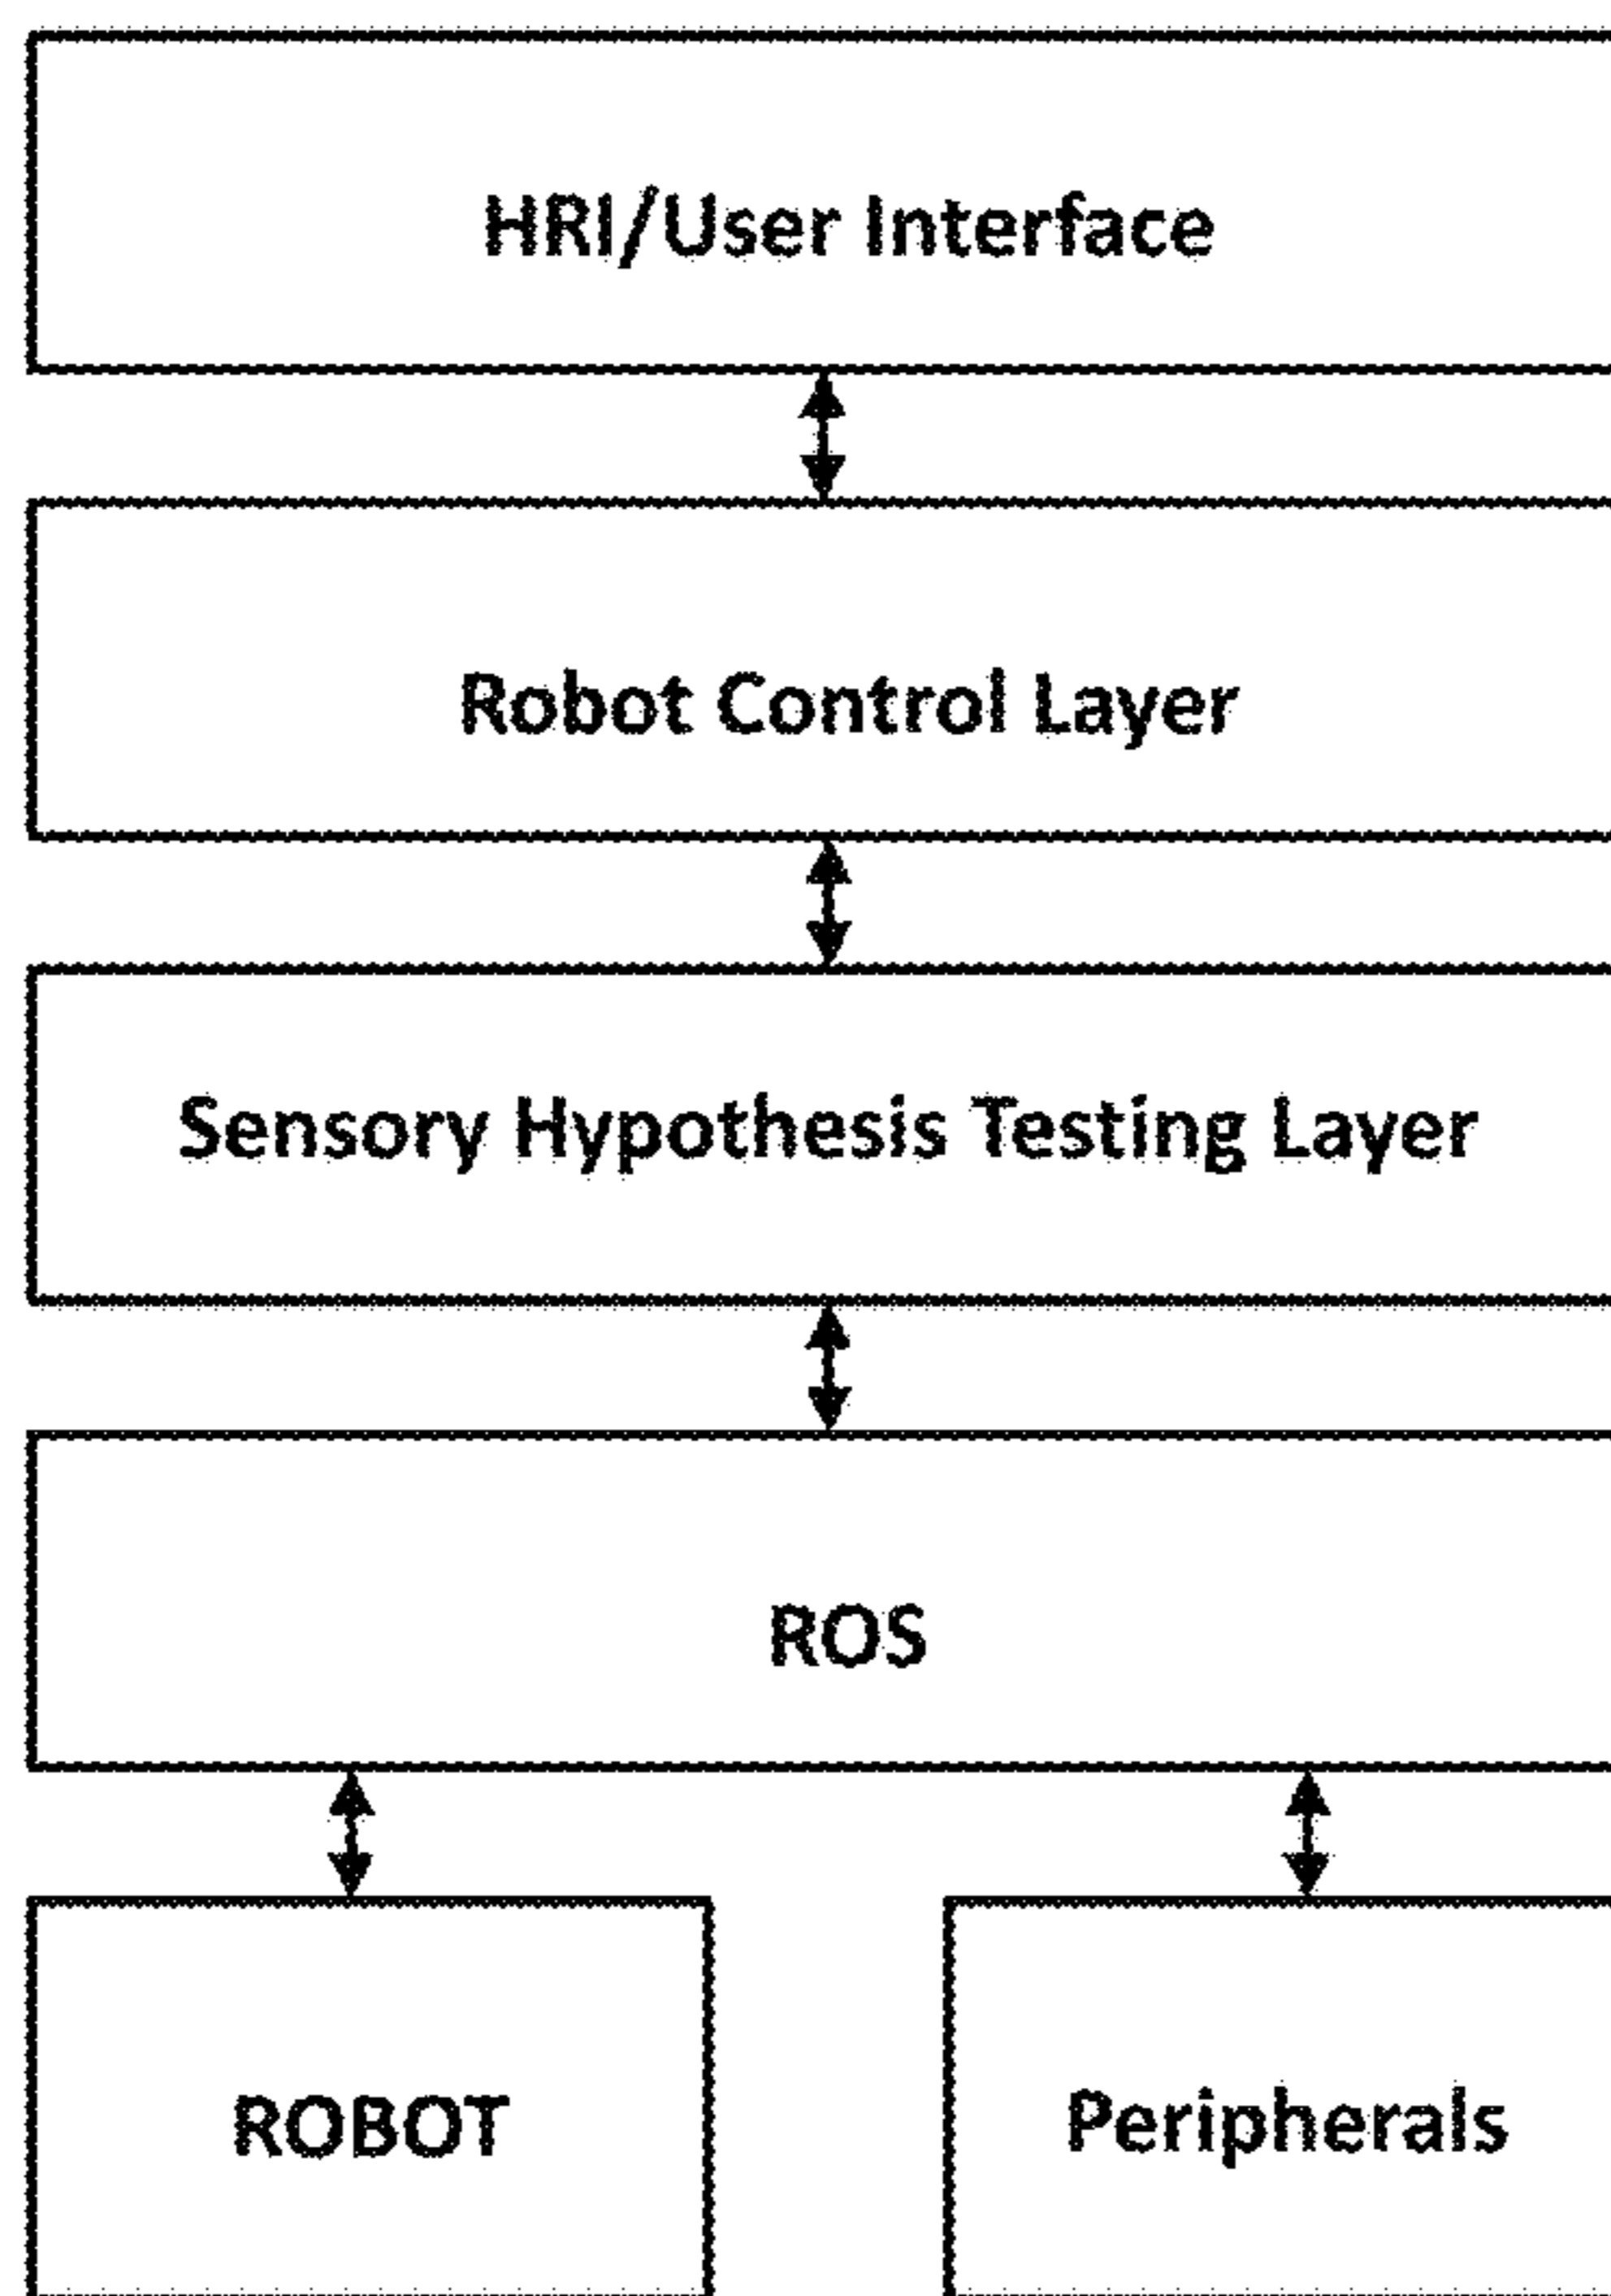 HRI/User Interface
Robot Control Layer
Sensory Hypothesis Testing Layer
ROS
ROBOT
Peripherals